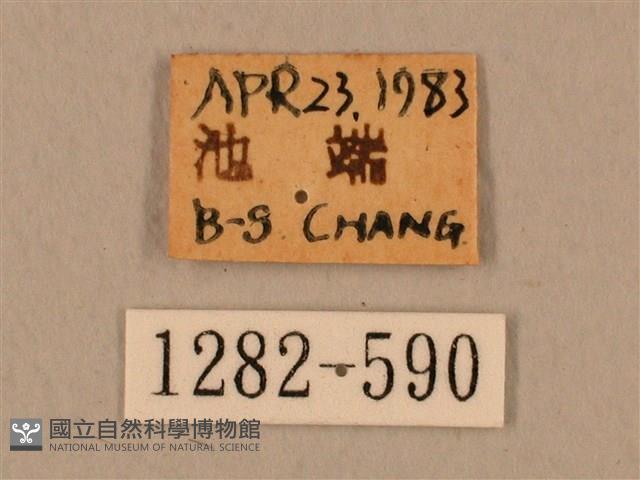 APR 23, 1983
池 端
B-S. CHANG.
1282-590
國立自然科學博物館
NATIONAL MUSEUM OF NATURAL SCIENCE